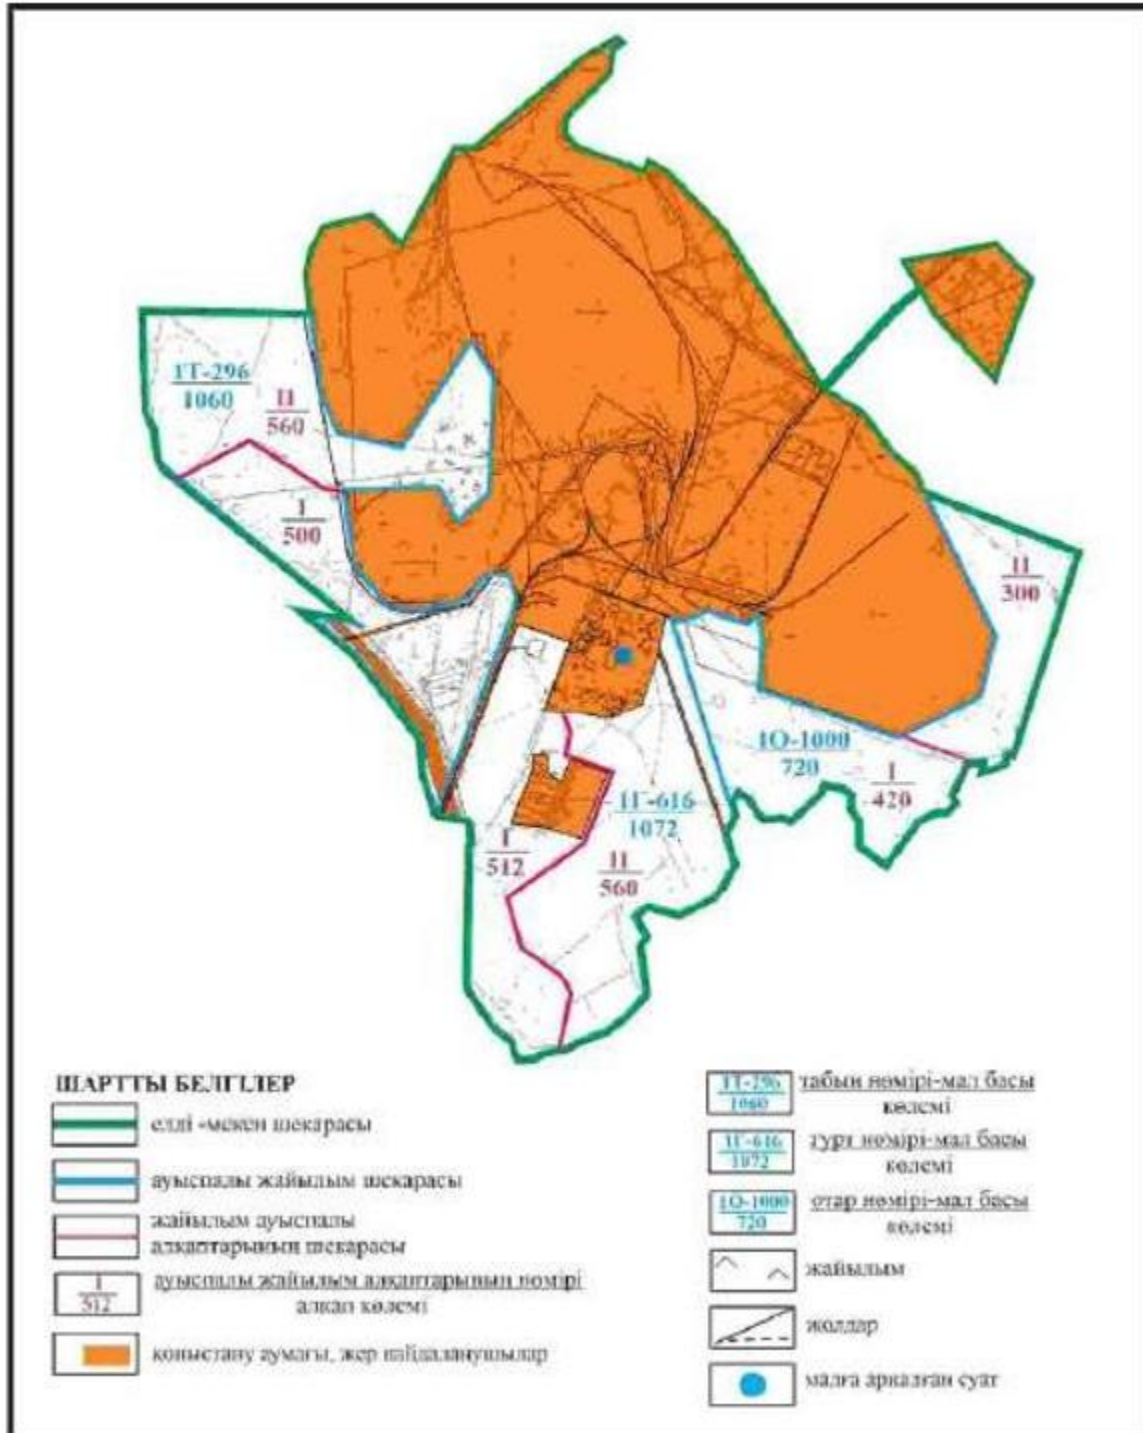 1Т-296
1060
II
560
I
500
II
300
1О-1000
720
I
420
1Г-616
1072
I
512
II
560
ШАРТТЫ БЕЛГІЛЕР
елді -мекен шекарасы
ауыспалы жайылым шекарасы
жайылым ауыспалы
алқаптарының шекарасы
I
512
ауыспалы жайылым алқаптарының нөмірі
алқап көлемі
қоныстану аумағы, жер пайдаланушылар
1Т-296
1060
табын нөмірі-мал басы
көлемі
1Г-616
1072
гурт нөмірі-мал басы
көлемі
1О-1000
720
отар нөмірі-мал басы
көлемі
жайылым
жолдар
малға арналған суат